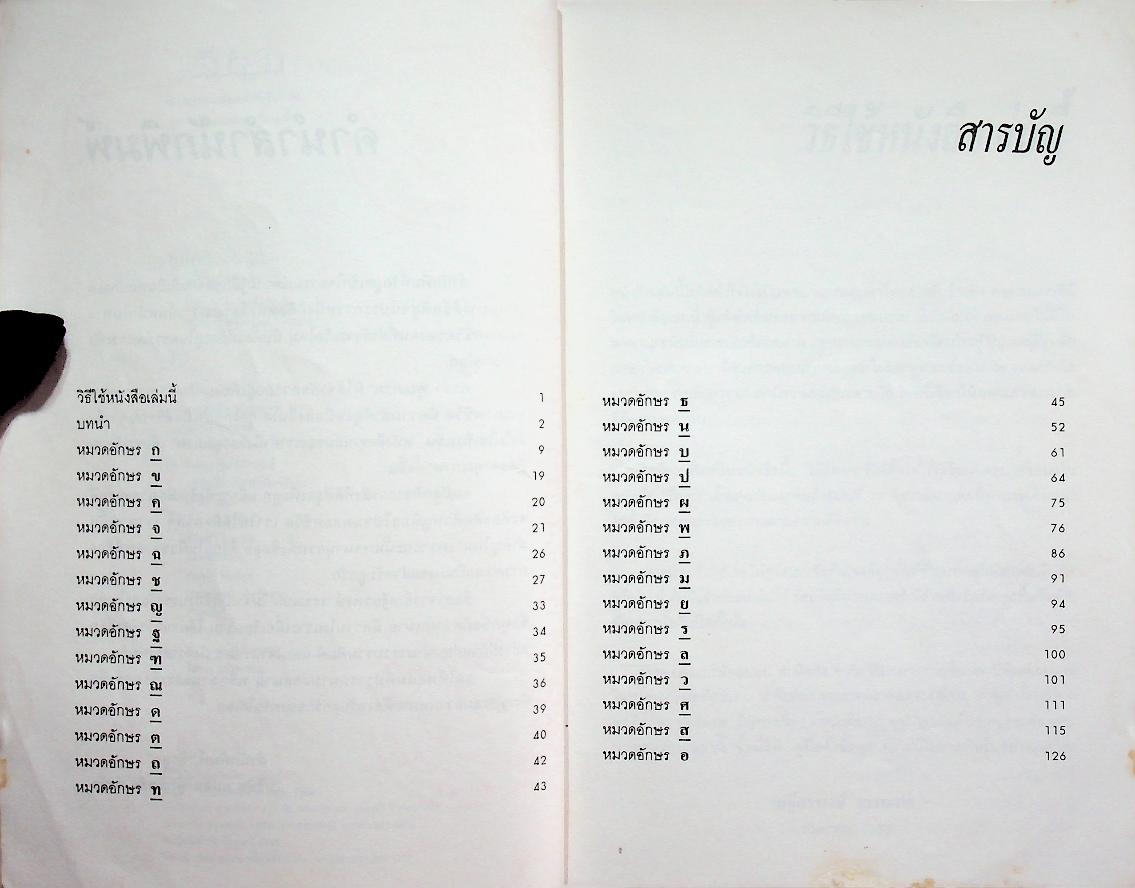 วิธีใช้หนังสือเล่มนี้ 1
บทนำ 2
หมวดอักษร ก 9
หมวดอักษร ข 19
หมวดอักษร ค 20
หมวดอักษร จ 21
หมวดอักษร ฉ 26
หมวดอักษร ช 27
หมวดอักษร ญ 33
หมวดอักษร ฐ 34
หมวดอักษร ฑ 35
หมวดอักษร ณ 36
หมวดอักษร ด 39
หมวดอักษร ต 40
หมวดอักษร ถ 42
หมวดอักษร ท 43
สารบัญ
หมวดอักษร ธ 45
หมวดอักษร น 52
หมวดอักษร บ 61
หมวดอักษร ป 64
หมวดอักษร ผ 75
หมวดอักษร พ 76
หมวดอักษร ภ 86
หมวดอักษร ม 91
หมวดอักษร ย 94
หมวดอักษร ร 95
หมวดอักษร ล 100
หมวดอักษร ว 101
หมวดอักษร ศ 111
หมวดอักษร ส 115
หมวดอักษร อ 126